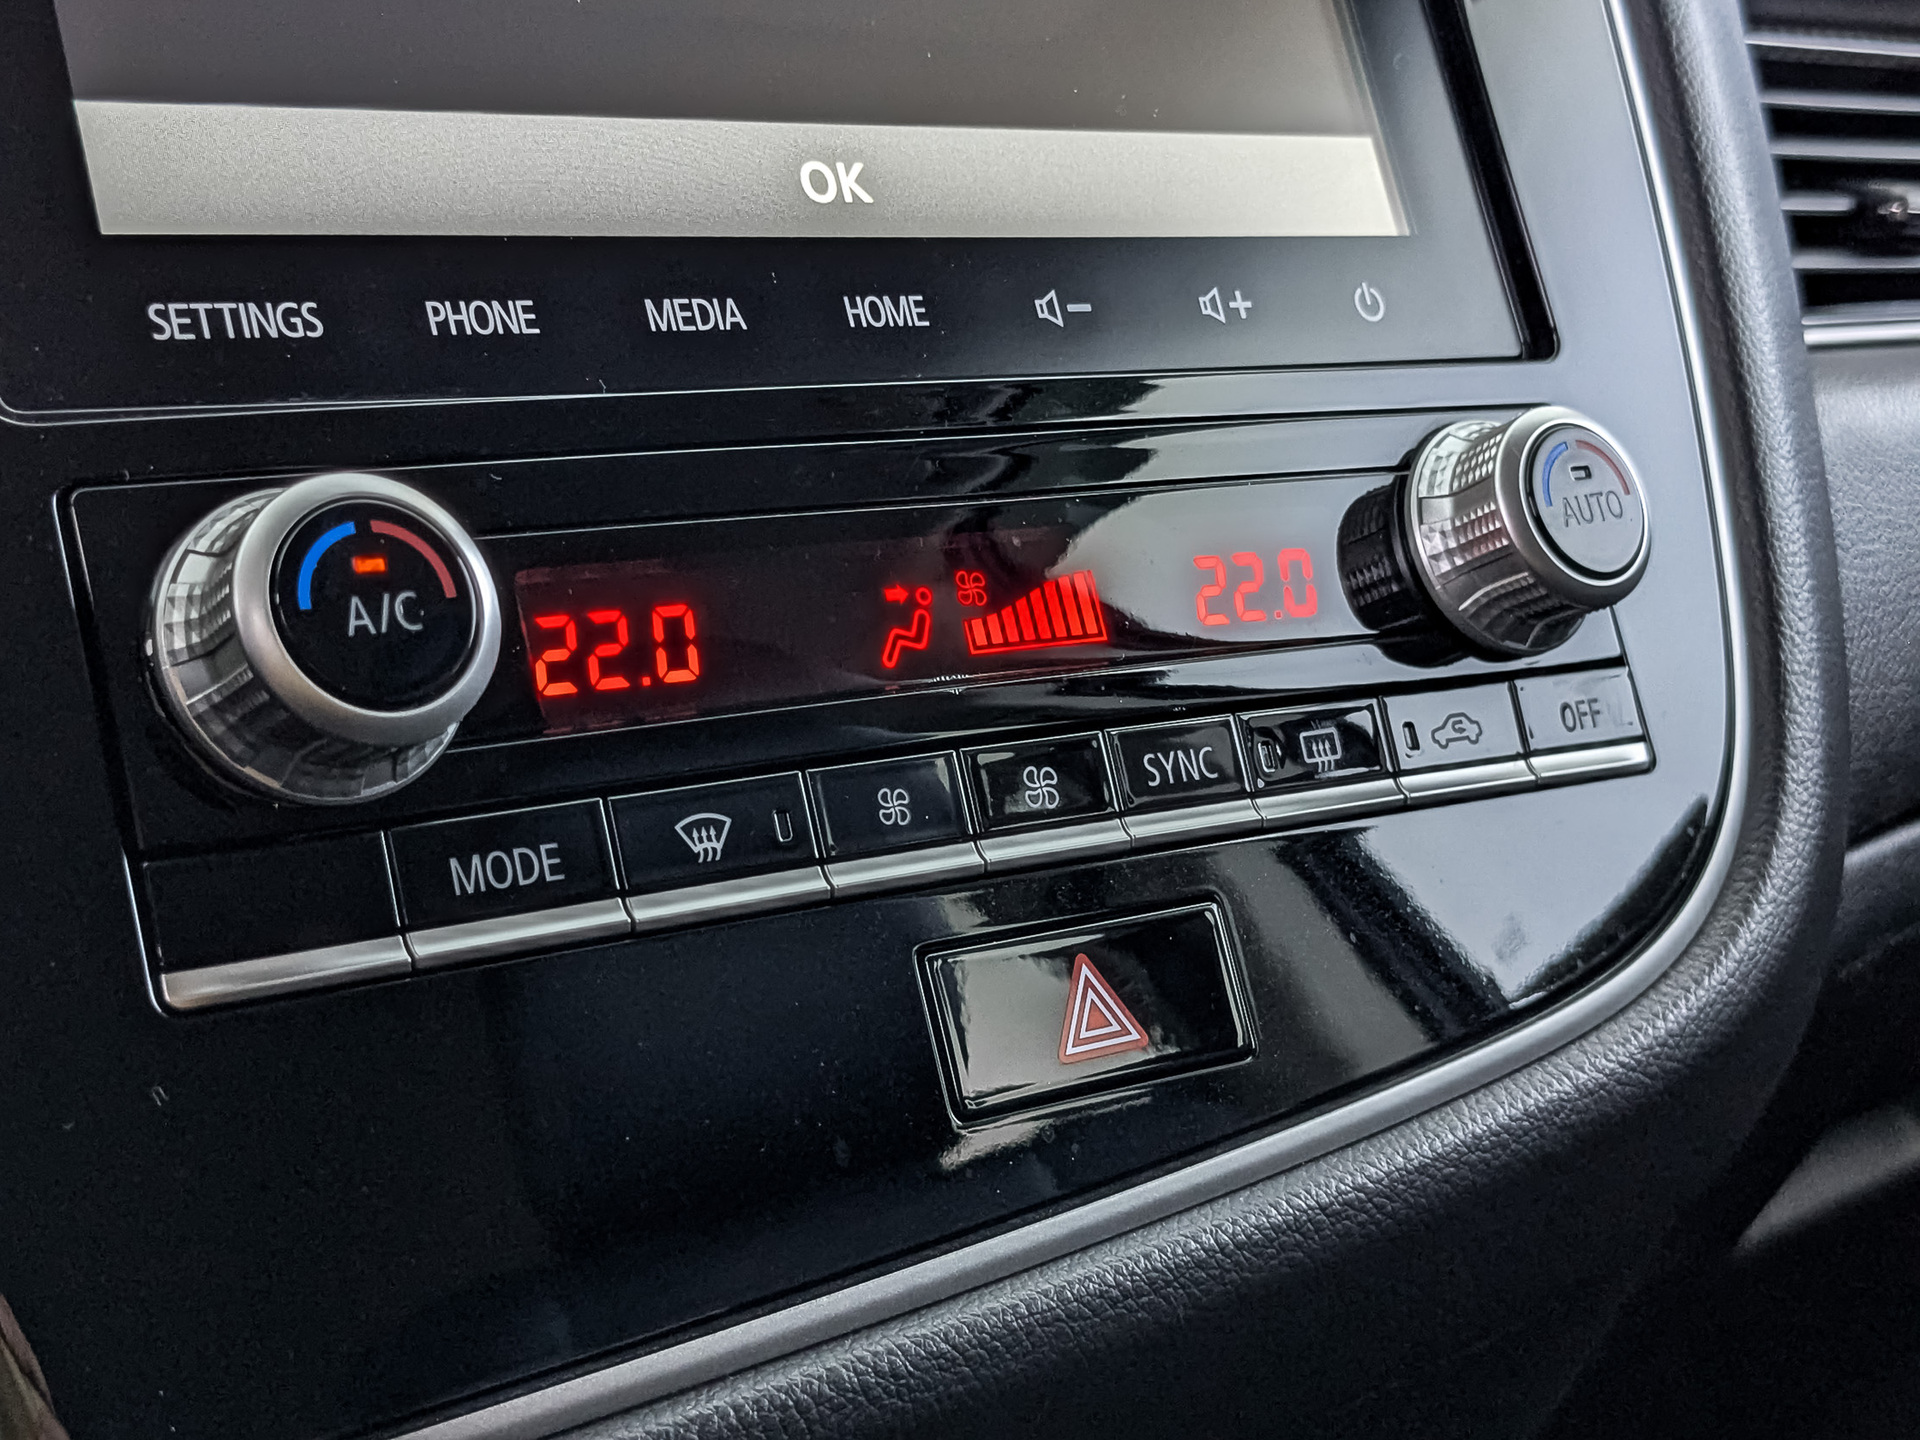 OK
SETTINGS PHONE MEDIA HOME
A/C 22.0 22.0 AUTO
MODE SYNC OFF